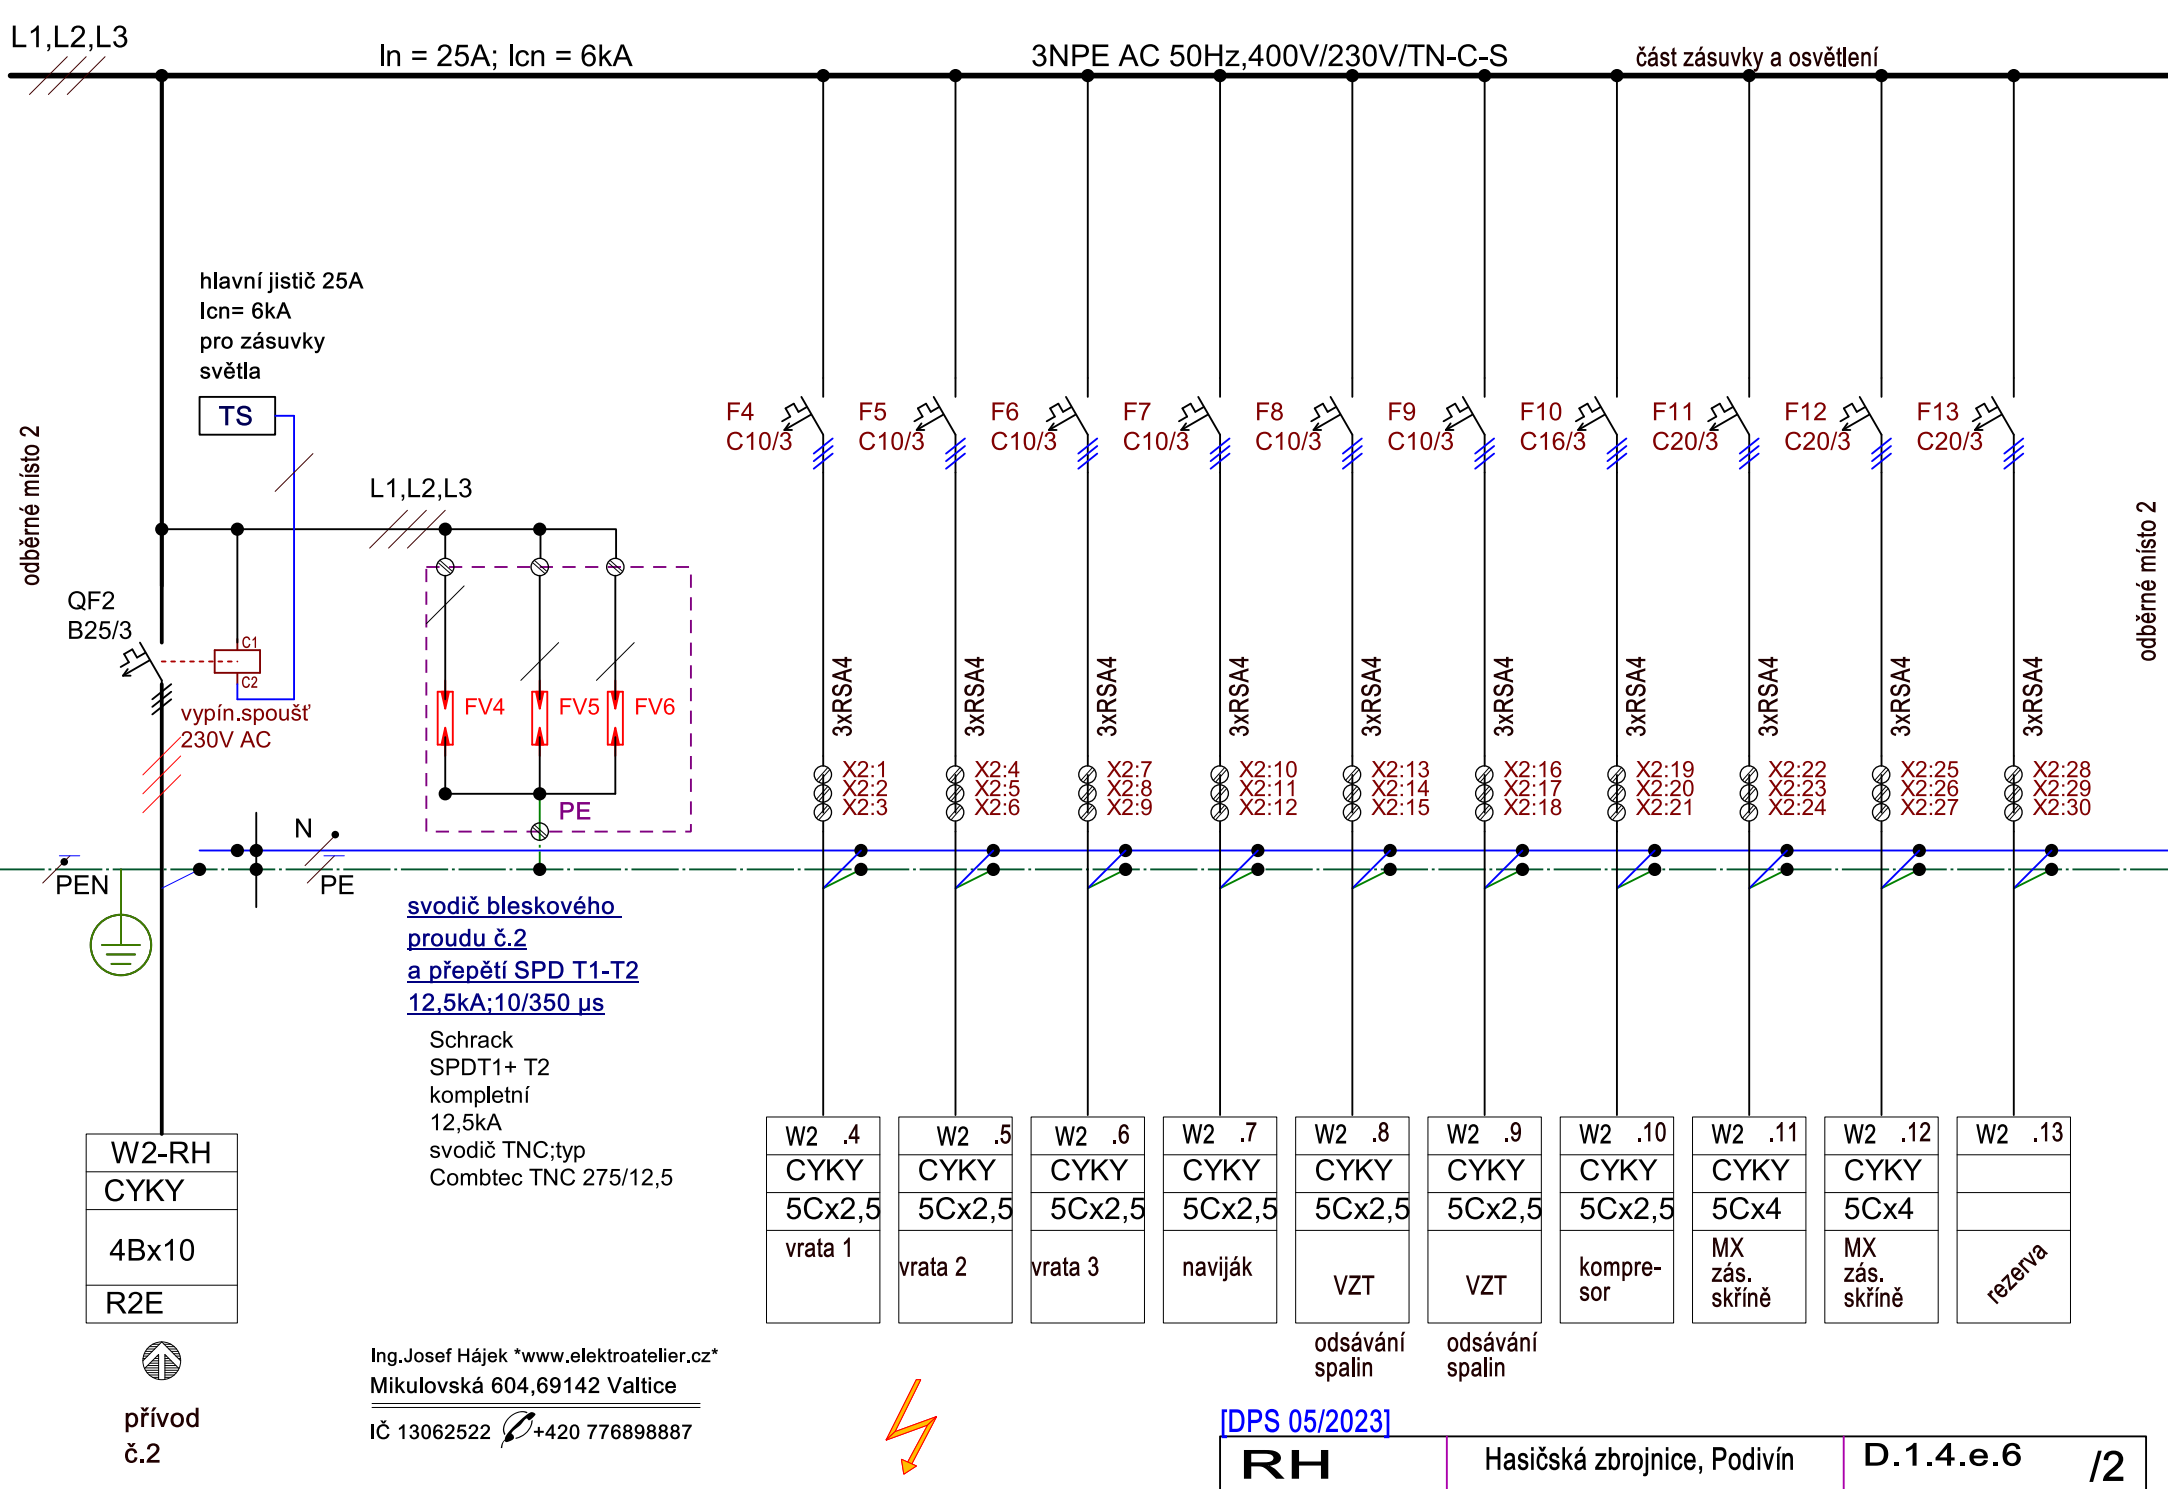 L1,L2,L3
In = 25A; Icn = 6kA
3NPE AC 50Hz,400V/230V/TN-C-S
část zásuvky a osvětlení
hlavní jistič 25A
Icn= 6kA
pro zásuvky
světla
TS
odběrné místo 2
L1,L2,L3
QF2
B25/3
C1
C2
vypín.spoušť
230V AC
FV4
FV5
FV6
PE
N
PEN
PE
F4
C10/3
F5
C10/3
F6
C10/3
F7
C10/3
F8
C10/3
F9
C10/3
F10
C16/3
F11
C20/3
F12
C20/3
F13
C20/3
odběrné místo 2
3xRSA4
3xRSA4
3xRSA4
3xRSA4
3xRSA4
3xRSA4
3xRSA4
3xRSA4
3xRSA4
3xRSA4
X2:1
X2:2
X2:3
X2:4
X2:5
X2:6
X2:7
X2:8
X2:9
X2:10
X2:11
X2:12
X2:13
X2:14
X2:15
X2:16
X2:17
X2:18
X2:19
X2:20
X2:21
X2:22
X2:23
X2:24
X2:25
X2:26
X2:27
X2:28
X2:29
X2:30
svodič bleskového
proudu č.2
a přepětí SPD T1-T2
12,5kA;10/350 µs
Schrack
SPDT1+ T2
kompletní
12,5kA
svodič TNC;typ
Combtec TNC 275/12,5
W2-RH
CYKY
4Bx10
R2E
přívod
č.2
W2 .4
CYKY
5Cx2,5
vrata 1
W2 .5
CYKY
5Cx2,5
vrata 2
W2 .6
CYKY
5Cx2,5
vrata 3
W2 .7
CYKY
5Cx2,5
naviják
W2 .8
CYKY
5Cx2,5
VZT
odsávání
spalin
W2 .9
CYKY
5Cx2,5
VZT
odsávání
spalin
W2 .10
CYKY
5Cx2,5
kompre-
sor
W2 .11
CYKY
5Cx4
MX
zás.
skříně
W2 .12
CYKY
5Cx4
MX
zás.
skříně
W2 .13
rezerva
Ing.Josef Hájek *www.elektroatelier.cz*
Mikulovská 604,69142 Valtice
IČ 13062522 +420 776898887
[DPS 05/2023]
RH
Hasičská zbrojnice, Podivín
D.1.4.e.6 /2